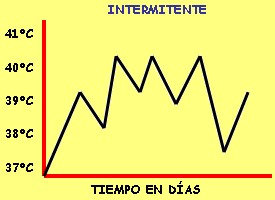 INTERMITENTE
41°C
40°C
39°C
38°C
37°C
TIEMPO EN DÍAS